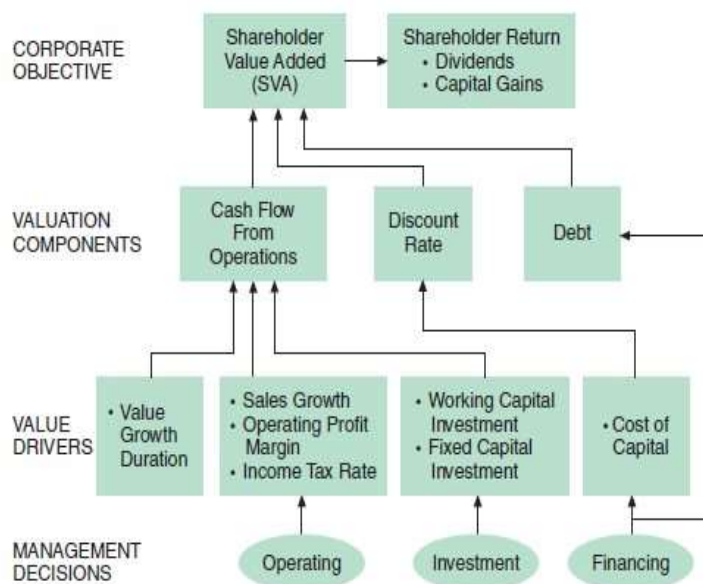 CORPORATE
OBJECTIVE
Shareholder
Value Added
(SVA)
Shareholder Return
• Dividends
• Capital Gains
VALUATION
COMPONENTS
Cash Flow
From
Operations
Discount
Rate
Debt
VALUE
DRIVERS
• Value
Growth
Duration
• Sales Growth
• Operating Profit
Margin
• Income Tax Rate
• Working Capital
Investment
• Fixed Capital
Investment
• Cost of
Capital
MANAGEMENT
DECISIONS
Operating
Investment
Financing